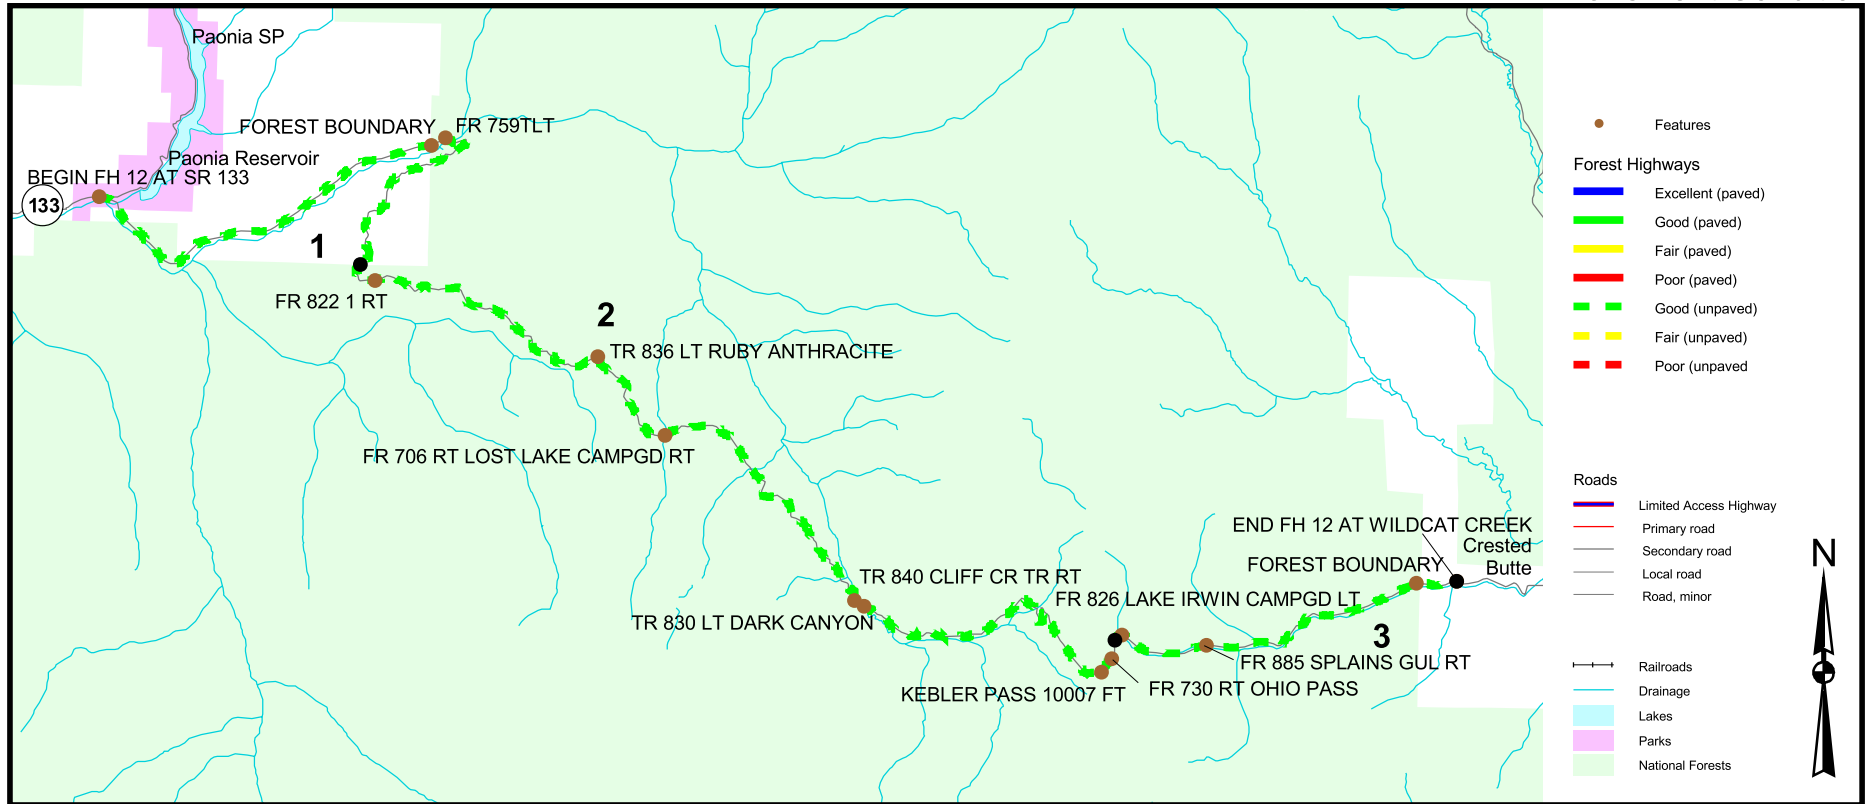 Paonia SP
FOREST BOUNDARY
FR 759TLT
Paonia Reservoir
BEGIN FH 12 AT SR 133
133
1
FR 822 1 RT
2
TR 836 LT RUBY ANTHRACITE
FR 706 RT LOST LAKE CAMPGD RT
TR 840 CLIFF CR TR RT
TR 830 LT DARK CANYON
FR 826 LAKE IRWIN CAMPGD LT
END FH 12 AT WILDCAT CREEK
Crested
Butte
FOREST BOUNDARY
3
FR 885 SPLAINS GUL RT
FR 730 RT OHIO PASS
KEBLER PASS 10007 FT
Features
Forest Highways
Excellent (paved)
Good (paved)
Fair (paved)
Poor (paved)
Good (unpaved)
Fair (unpaved)
Poor (unpaved
Roads
Limited Access Highway
Primary road
Secondary road
Local road
Road, minor
Railroads
Drainage
Lakes
Parks
National Forests
N